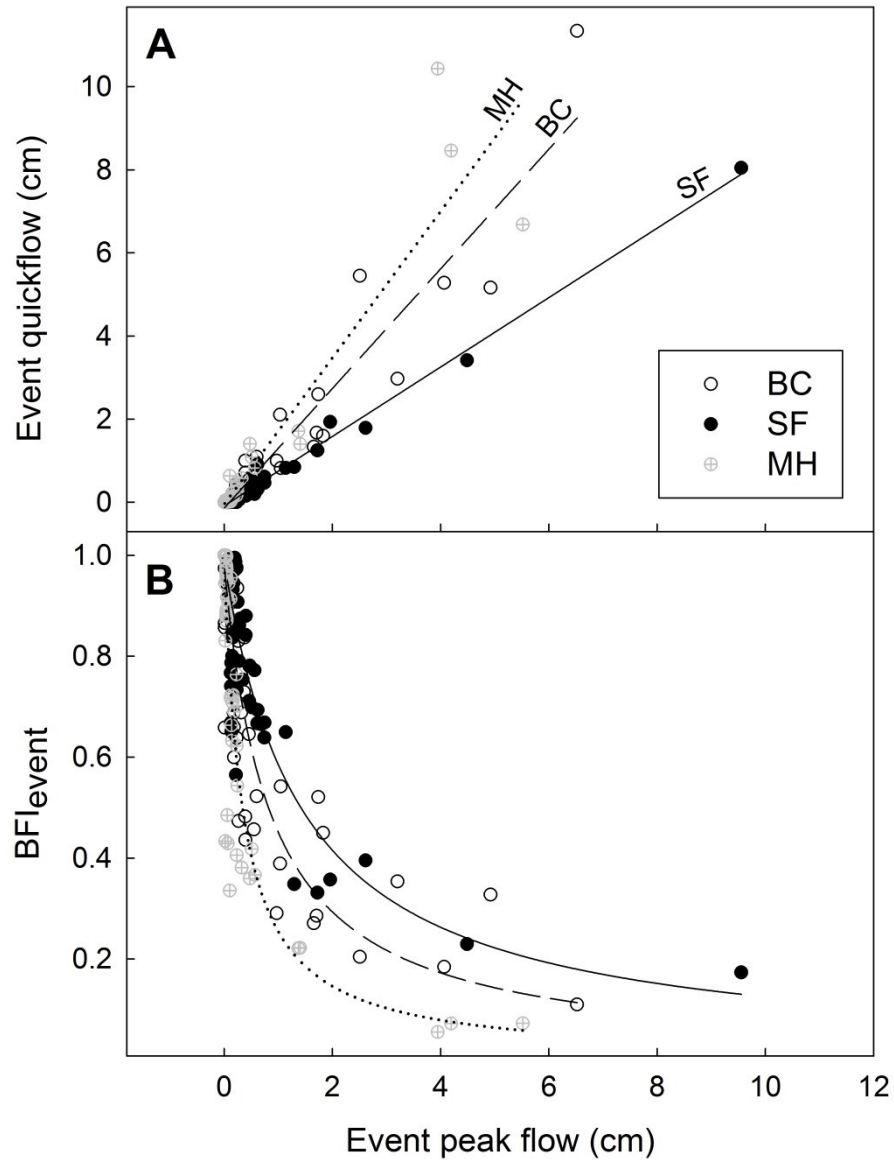 A
10
8
6
4
2
0
Event quickflow (cm)
MH
BC
SF
BC
SF
MH
B
1.0
0.8
0.6
0.4
0.2
BFIevent
0 2 4 6 8 10 12
Event peak flow (cm)